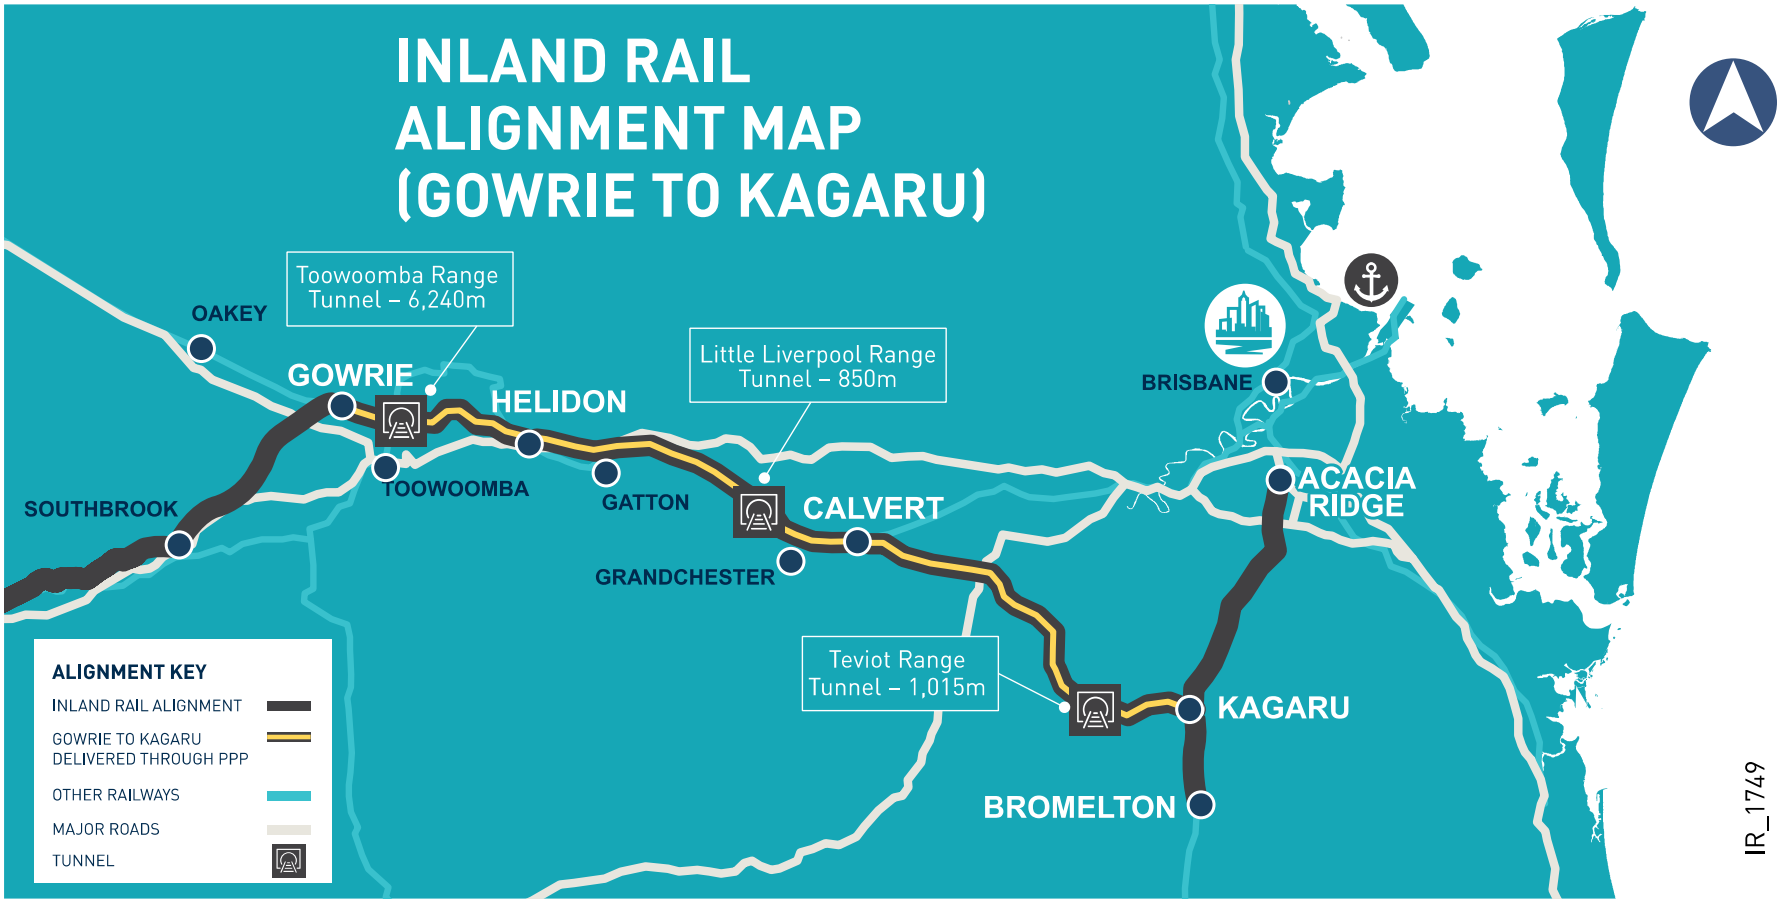 INLAND RAIL
ALIGNMENT MAP
(GOWRIE TO KAGARU)
Toowoomba Range
Tunnel – 6,240m
OAKEY
GOWRIE
Little Liverpool Range
Tunnel – 850m
HELIDON
BRISBANE
TOOWOOMBA
GATTON
SOUTHBROOK
CALVERT
ACACIA
RIDGE
GRANDCHESTER
Teviot Range
Tunnel – 1,015m
KAGARU
BROMELTON
ALIGNMENT KEY
INLAND RAIL ALIGNMENT
GOWRIE TO KAGARU
DELIVERED THROUGH PPP
OTHER RAILWAYS
MAJOR ROADS
TUNNEL
IR_1749